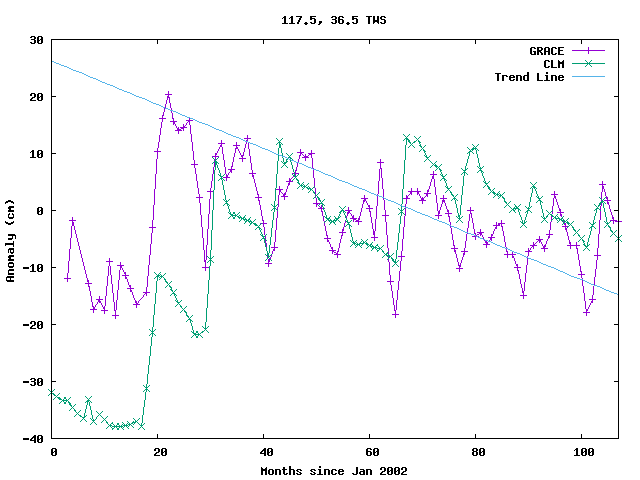 117.5, 36.5 TWS
GRACE
CLM
Trend Line
30
20
10
0
-10
-20
-30
-40
Anomaly (cm)
0 20 40 60 80 100
Months since Jan 2002